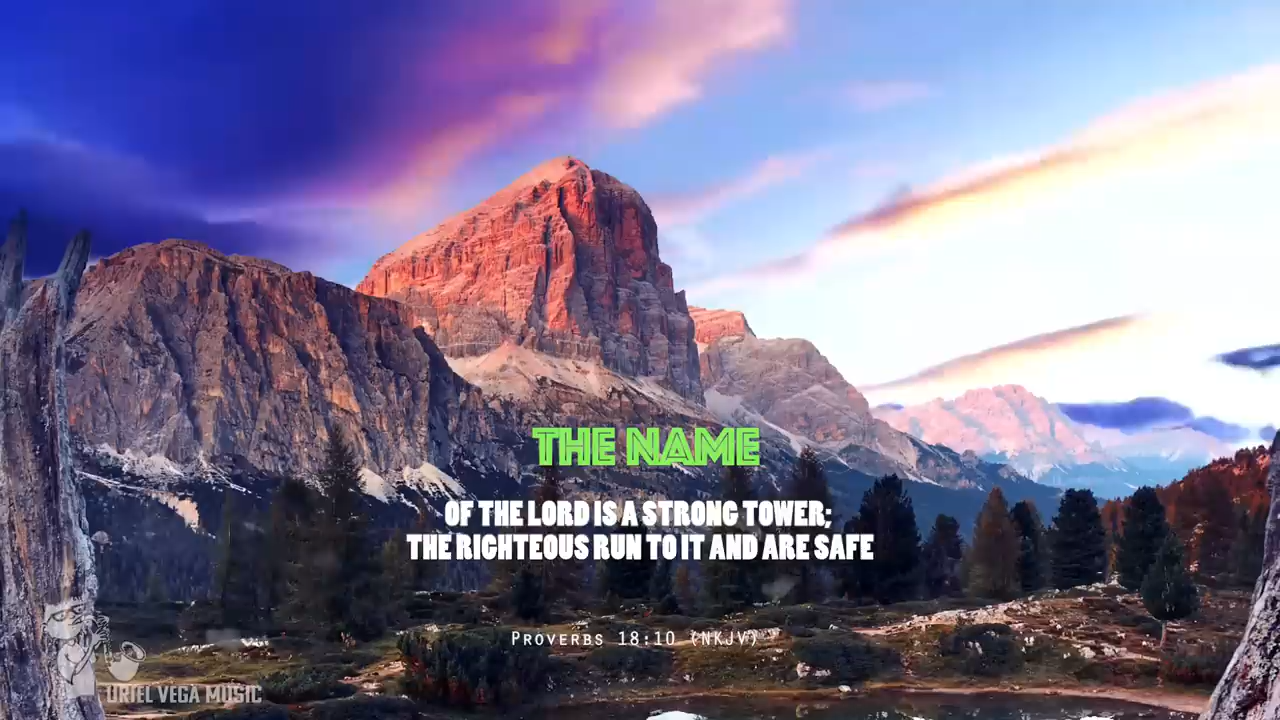 THE NAME
OF THE LORD IS A STRONG TOWER;
THE RIGHTEOUS RUN TO IT AND ARE SAFE
Proverbs 18:10 (NKJV)
URIEL VEGA MUSIC